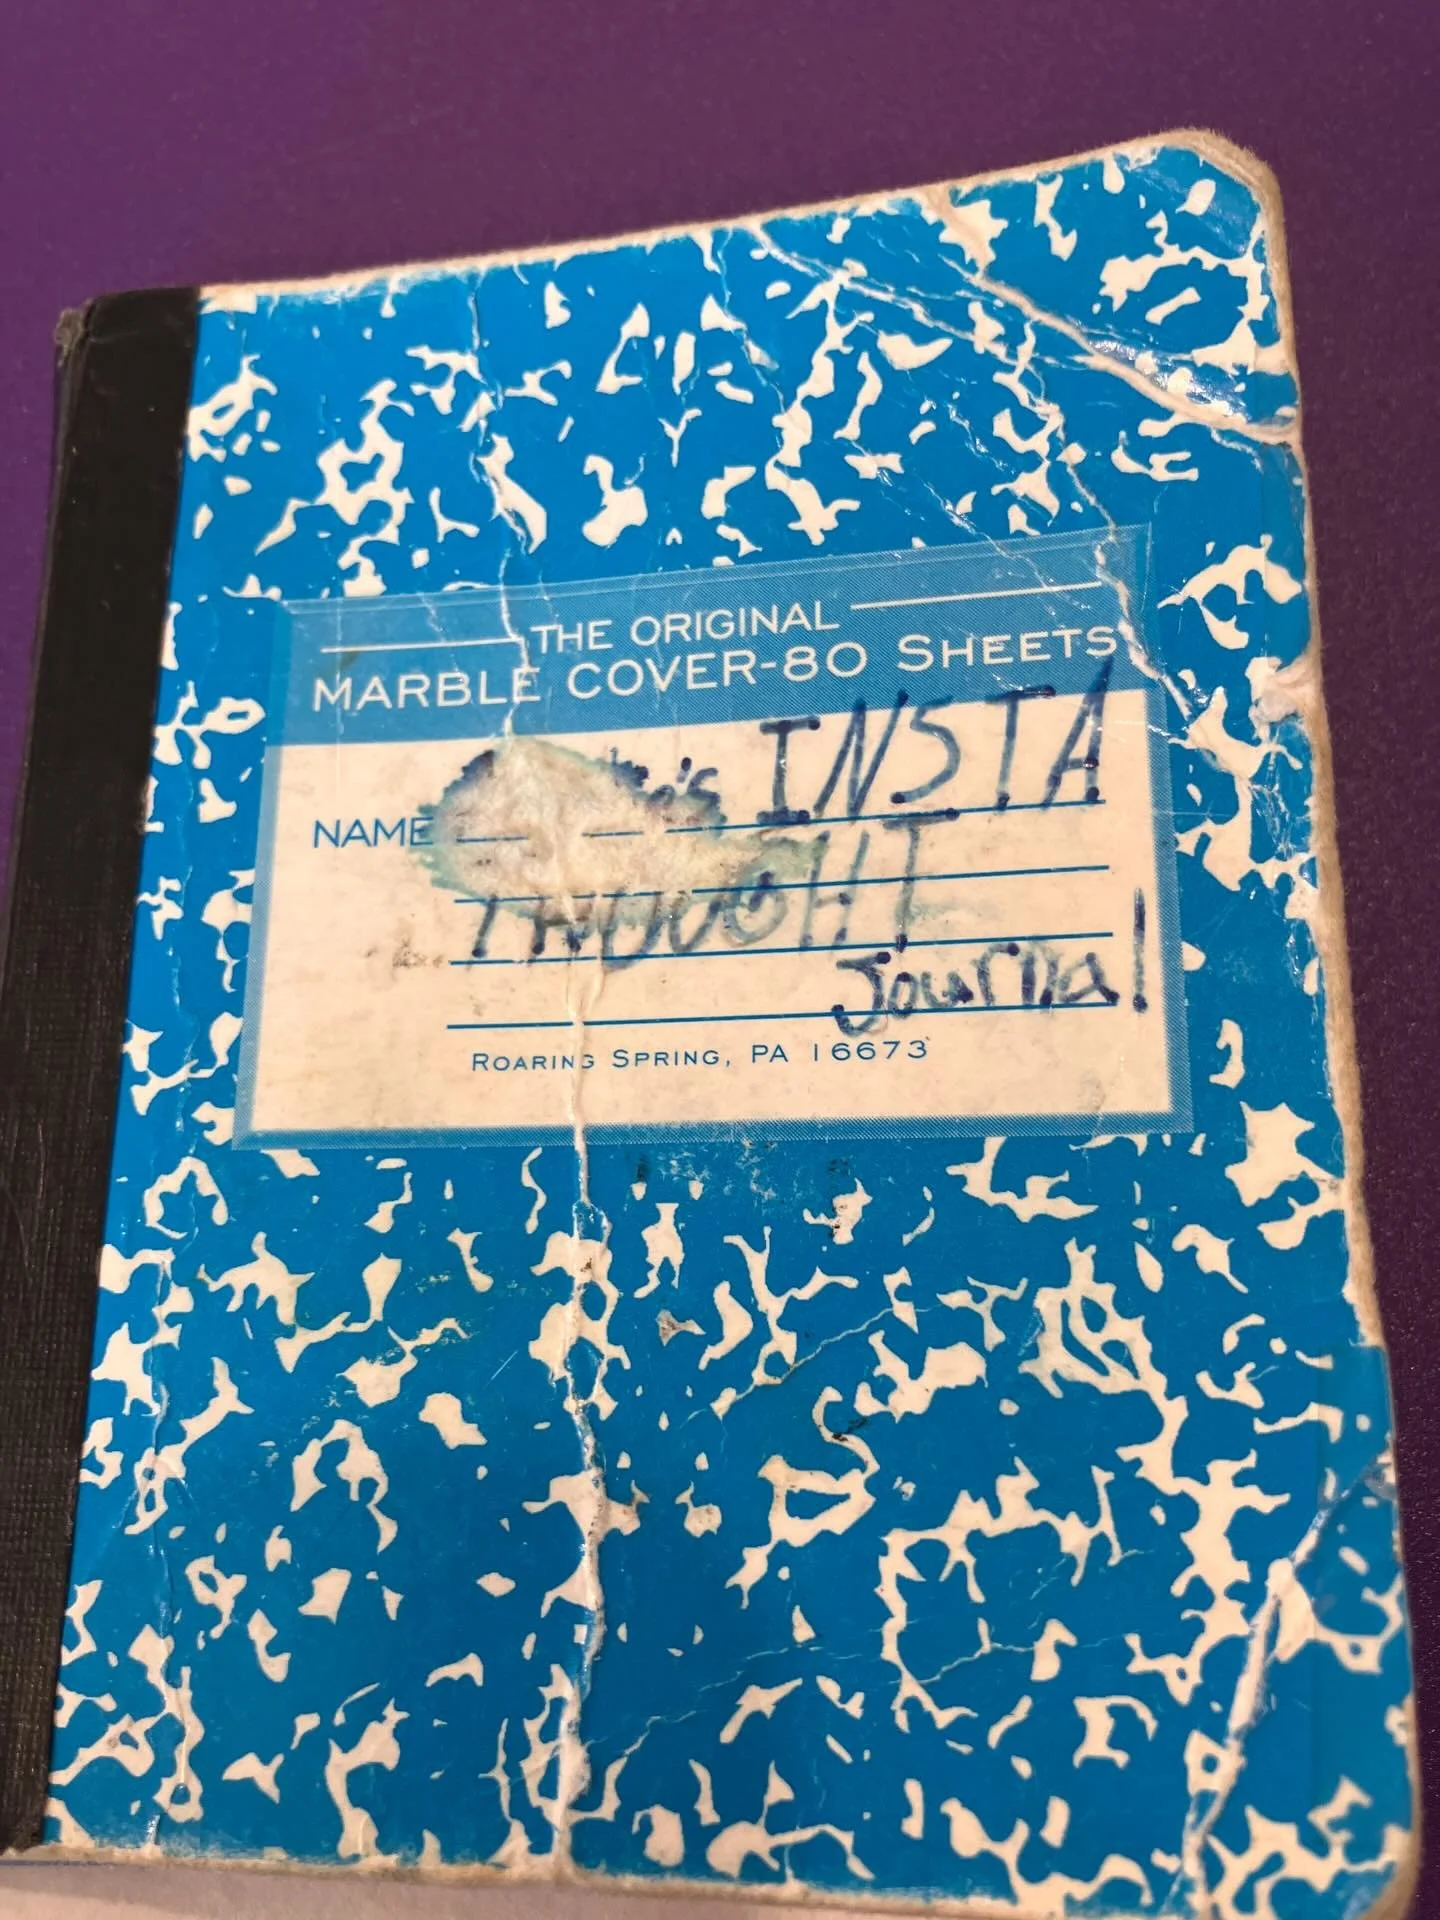 THE ORIGINAL
MARBLE COVER-80 SHEETS
NAME INSTA
THOUGHT
Journal
ROARING SPRING, PA 16673